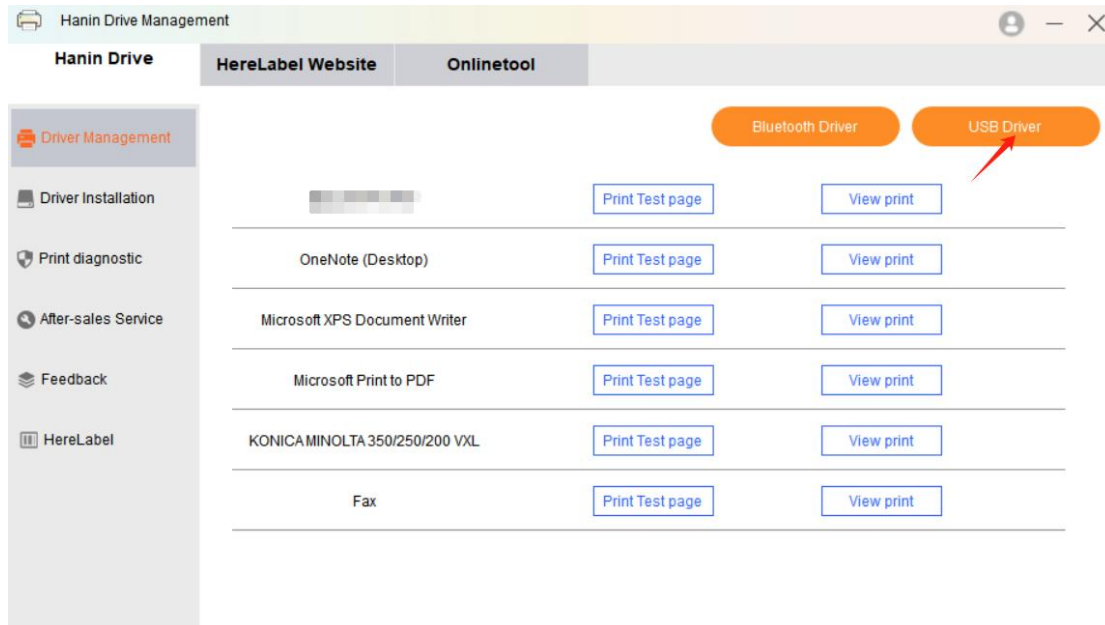 Hanin Drive Management
Hanin Drive HereLabel Website Onlinetool
Driver Management
Driver Installation
Print diagnostic
After-sales Service
Feedback
HereLabel
Bluetooth Driver USB Driver
Print Test page View print
OneNote (Desktop) Print Test page View print
Microsoft XPS Document Writer Print Test page View print
Microsoft Print to PDF Print Test page View print
KONICA MINOLTA 350/250/200 VXL Print Test page View print
Fax Print Test page View print